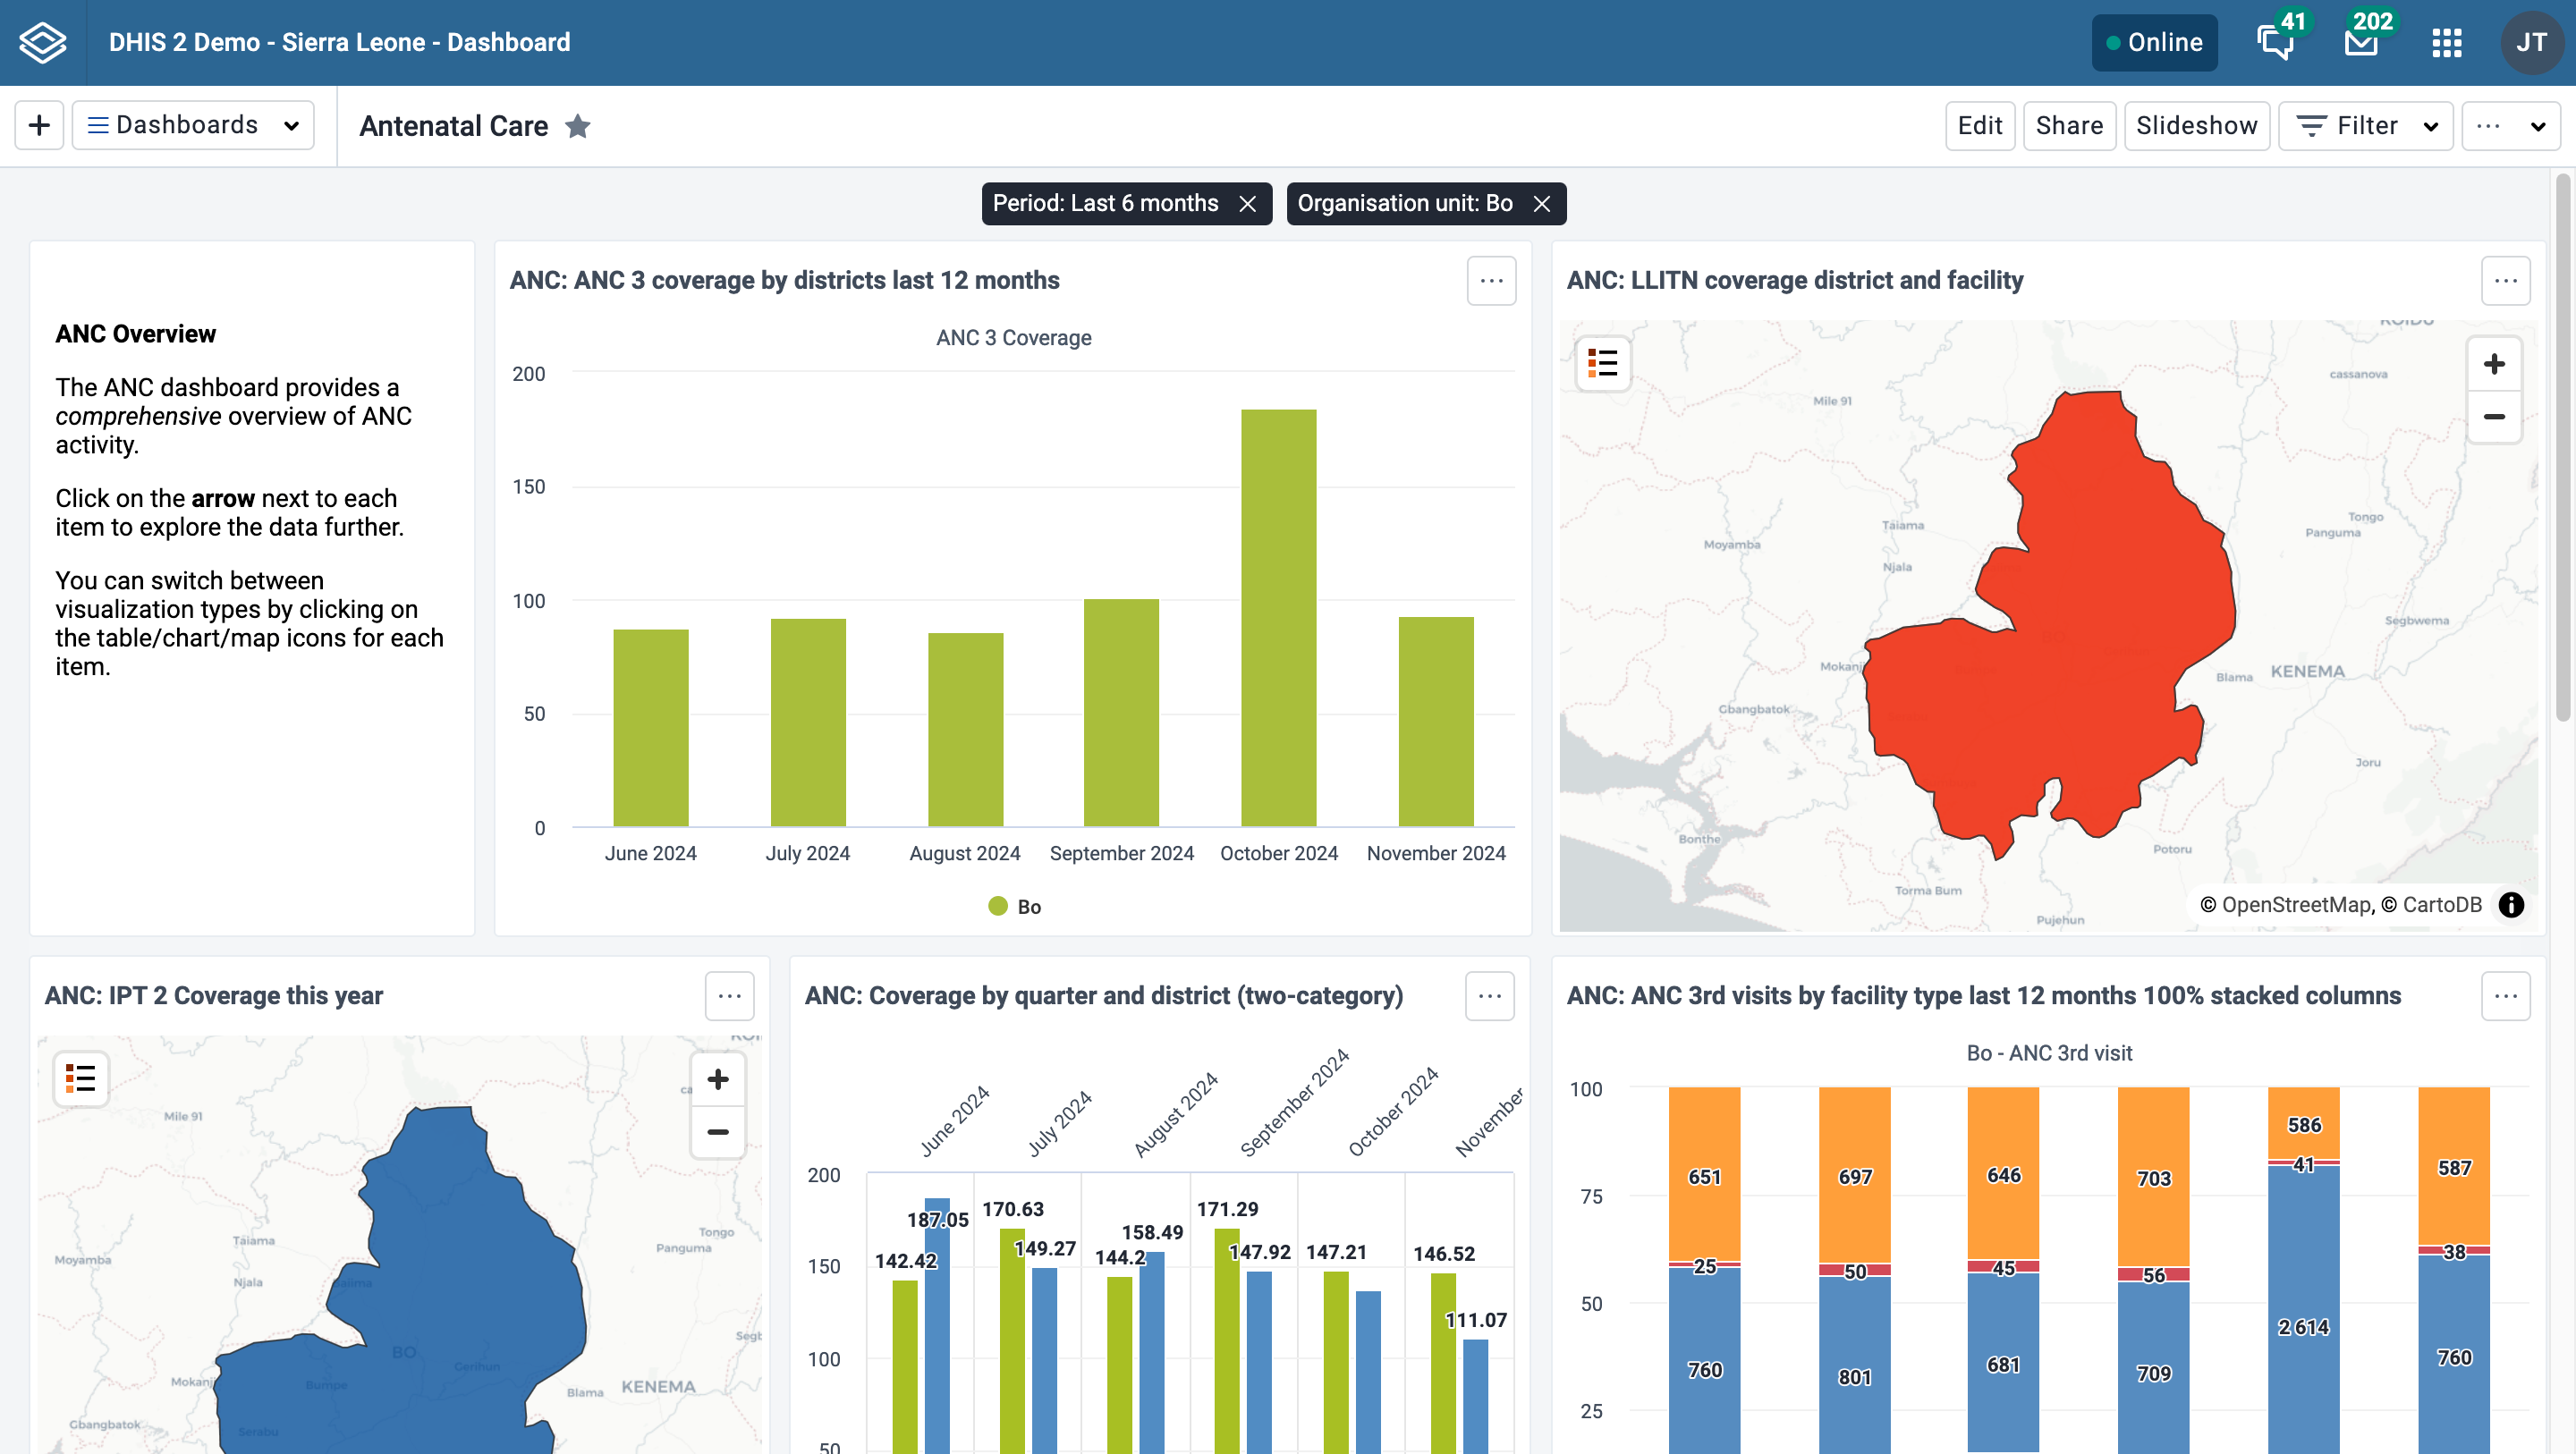 DHIS 2 Demo - Sierra Leone - Dashboard
Online
41
202
JT
Dashboards
Antenatal Care
Edit
Share
Slideshow
Filter
Period: Last 6 months
Organisation unit: Bo
ANC Overview
The ANC dashboard provides a
comprehensive overview of ANC
activity.
Click on the arrow next to each
item to explore the data further.
You can switch between
visualization types by clicking on
the table/chart/map icons for each
item.
ANC: ANC 3 coverage by districts last 12 months
ANC 3 Coverage
200
150
100
50
0
June 2024
July 2024
August 2024
September 2024
October 2024
November 2024
Bo
ANC: LLITN coverage district and facility
cassanova
Mile 91
Taiama
Tongo
Panguma
Moyamba
Njala
Segbwema
Mokanji
KENEMA
Blama
Gbangbatok
Joru
Bonthe
Potoru
Torma Bum
Pujehun
© OpenStreetMap, © CartoDB
ANC: IPT 2 Coverage this year
Mile 91
Taiama
Tongo
Panguma
Moyamba
Njala
BO
Gerihun
Mokanji
Bumpe
Blama
KENEMA
Gbangbatok
Serabu
ANC: Coverage by quarter and district (two-category)
June 2024
July 2024
August 2024
September 2024
October 2024
November
200
150
100
50
142.42
187.05
170.63
149.27
144.2
158.49
171.29
147.92
147.21
146.52
111.07
ANC: ANC 3rd visits by facility type last 12 months 100% stacked columns
Bo - ANC 3rd visit
100
75
50
25
651
697
646
703
586
587
25
50
45
56
41
38
760
801
681
709
2 614
760